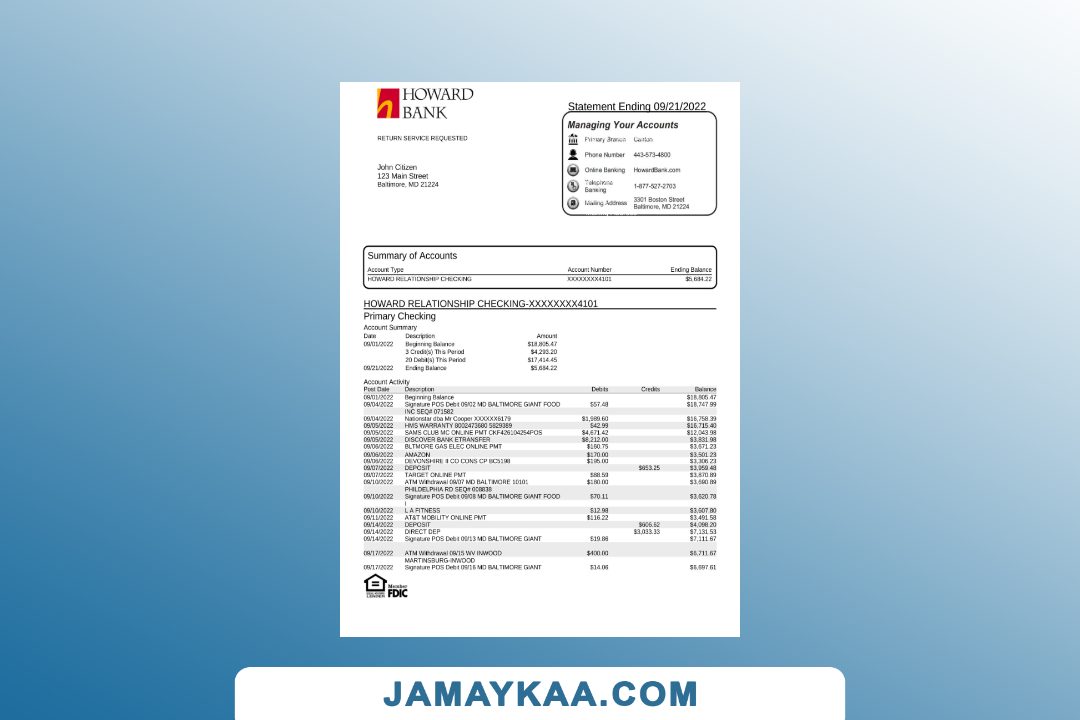 HOWARD
BANK
Statement Ending 09/21/2022
Managing Your Accounts
RETURN SERVICE REQUESTED
Primary Branch Canton
Phone Number 443-573-4800
Online Banking HowardBank.com
Telephone
Banking 1-877-527-2703
Mailing Address 3301 Boston Street
Baltimore, MD 21224
John Citizen
123 Main Street
Baltimore, MD 21224
Summary of Accounts
Account Type Account Number Ending Balance
HOWARD RELATIONSHIP CHECKING XXXXXXXX4101 $5,684.22
HOWARD RELATIONSHIP CHECKING-XXXXXXXX4101
Primary Checking
Account Summary
Date Description Amount
09/01/2022 Beginning Balance $18,805.47
3 Credit(s) This Period $4,293.20
20 Debit(s) This Period $17,414.45
09/21/2022 Ending Balance $5,684.22
Account Activity
Post Date Description Debits Credits Balance
09/01/2022 Beginning Balance $18,805.47
09/04/2022 Signature POS Debit 09/02 MD BALTIMORE GIANT FOOD $57.48 $18,747.99
INC SEQ# 071582
09/04/2022 Nationstar dba Mr Cooper XXXXXX6179 $1,989.60 $16,758.39
09/05/2022 HMS WARRANTY 8002473680 5829389 $42.99 $16,715.40
09/05/2022 SAMS CLUB MC ONLINE PMT CKF426104254POS $4,671.42 $12,043.98
09/05/2022 DISCOVER BANK ETRANSFER $8,212.00 $3,831.98
09/06/2022 BLTMORE GAS ELEC ONLINE PMT $160.75 $3,671.23
09/06/2022 AMAZON $170.00 $3,501.23
09/06/2022 DEVONSHIRE II CO CONS CP BC5198 $195.00 $3,306.23
09/07/2022 DEPOSIT $653.25 $3,959.48
09/07/2022 TARGET ONLINE PMT $88.59 $3,870.89
09/10/2022 ATM Withdrawal 09/07 MD BALTIMORE 10101 $180.00 $3,690.89
PHILDELPHIA RD SEQ# 008838
09/10/2022 Signature POS Debit 09/08 MD BALTIMORE GIANT FOOD $70.11 $3,620.78
I
09/10/2022 L A FITNESS $12.98 $3,607.80
09/11/2022 AT&T MOBILITY ONLINE PMT $116.22 $3,491.58
09/14/2022 DEPOSIT $606.62 $4,098.20
09/14/2022 DIRECT DEP $3,033.33 $7,131.53
09/14/2022 Signature POS Debit 09/13 MD BALTIMORE GIANT $19.86 $7,111.67
09/17/2022 ATM Withdrawal 09/15 WV INWOOD $400.00 $6,711.67
MARTINSBURG-INWOOD
09/17/2022 Signature POS Debit 09/16 MD BALTIMORE GIANT $14.06 $6,697.61
Member
FDIC
JAMAYKAA.COM